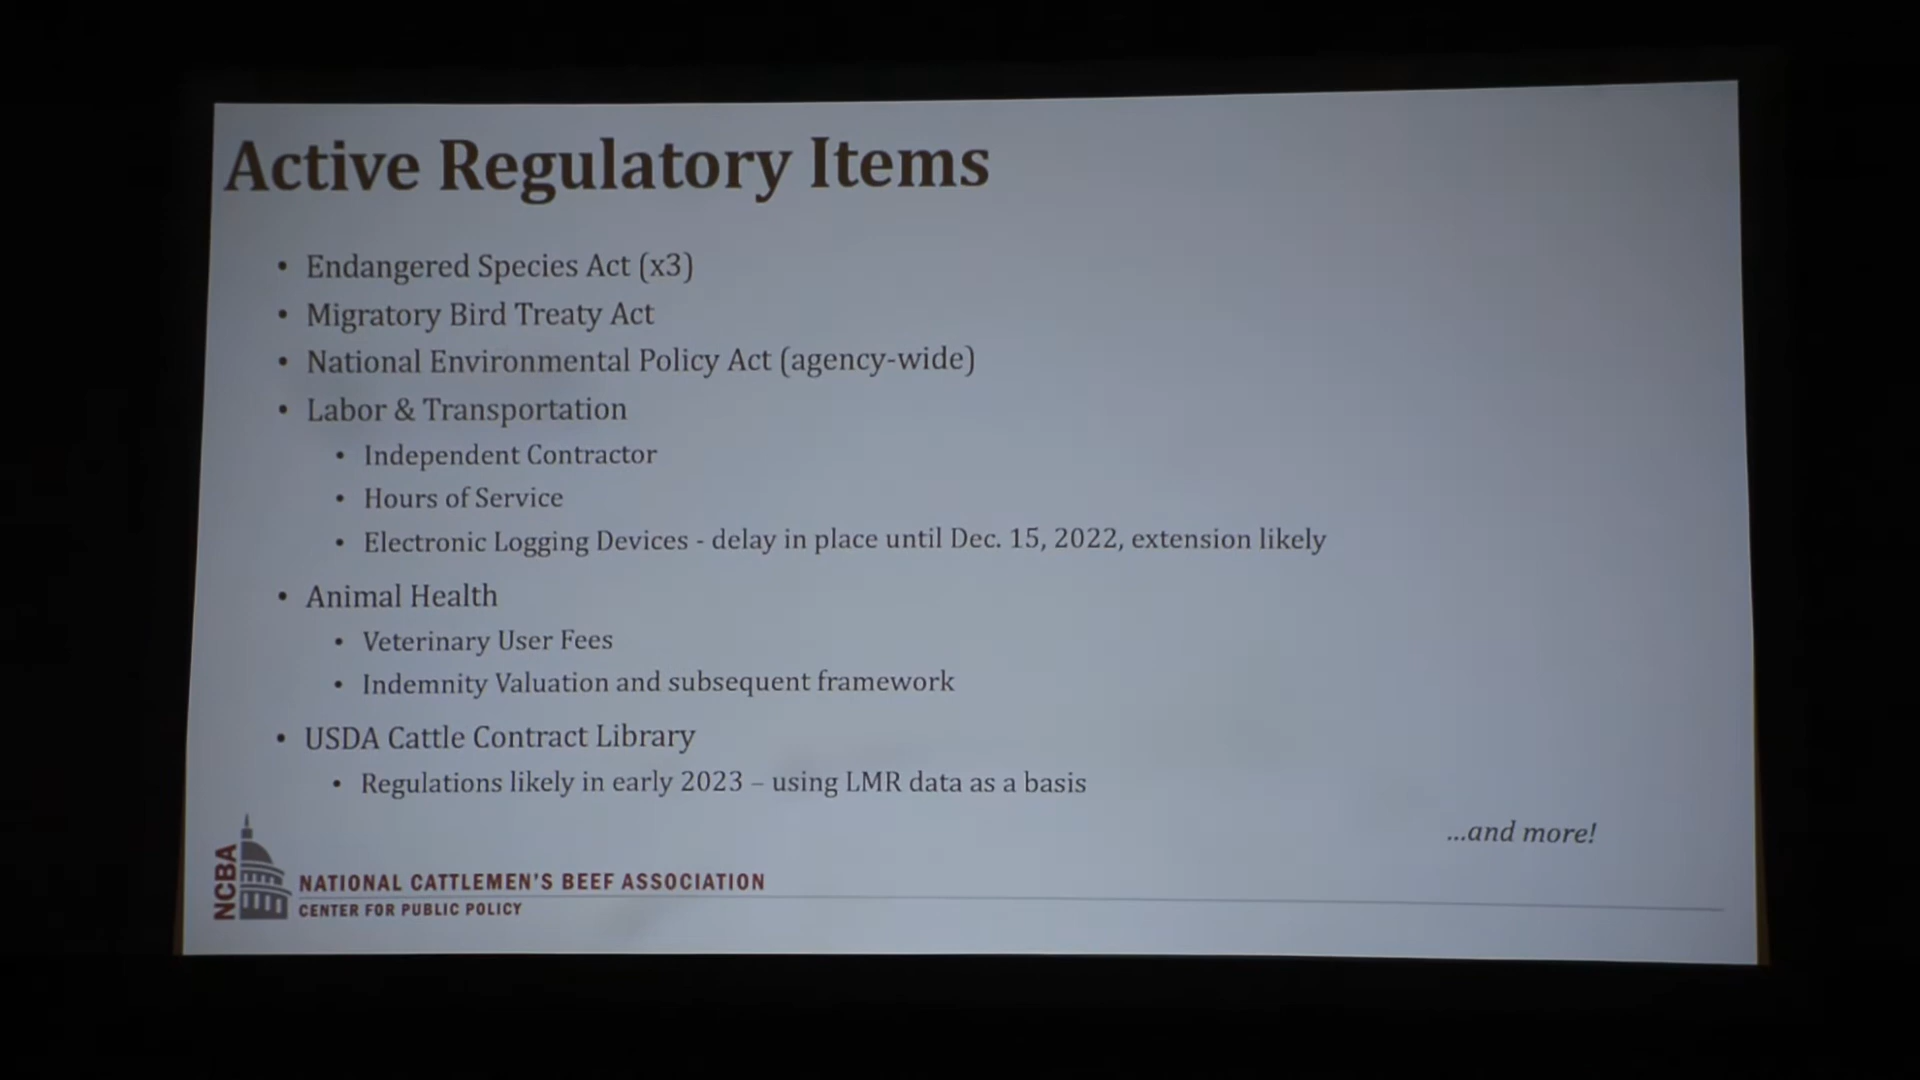 Active Regulatory Items
• Endangered Species Act (x3)
• Migratory Bird Treaty Act
• National Environmental Policy Act (agency-wide)
• Labor & Transportation
• Independent Contractor
• Hours of Service
• Electronic Logging Devices - delay in place until Dec. 15, 2022, extension likely
• Animal Health
• Veterinary User Fees
• Indemnity Valuation and subsequent framework
• USDA Cattle Contract Library
• Regulations likely in early 2023 – using LMR data as a basis
...and more!
NCBA
NATIONAL CATTLEMEN'S BEEF ASSOCIATION
CENTER FOR PUBLIC POLICY